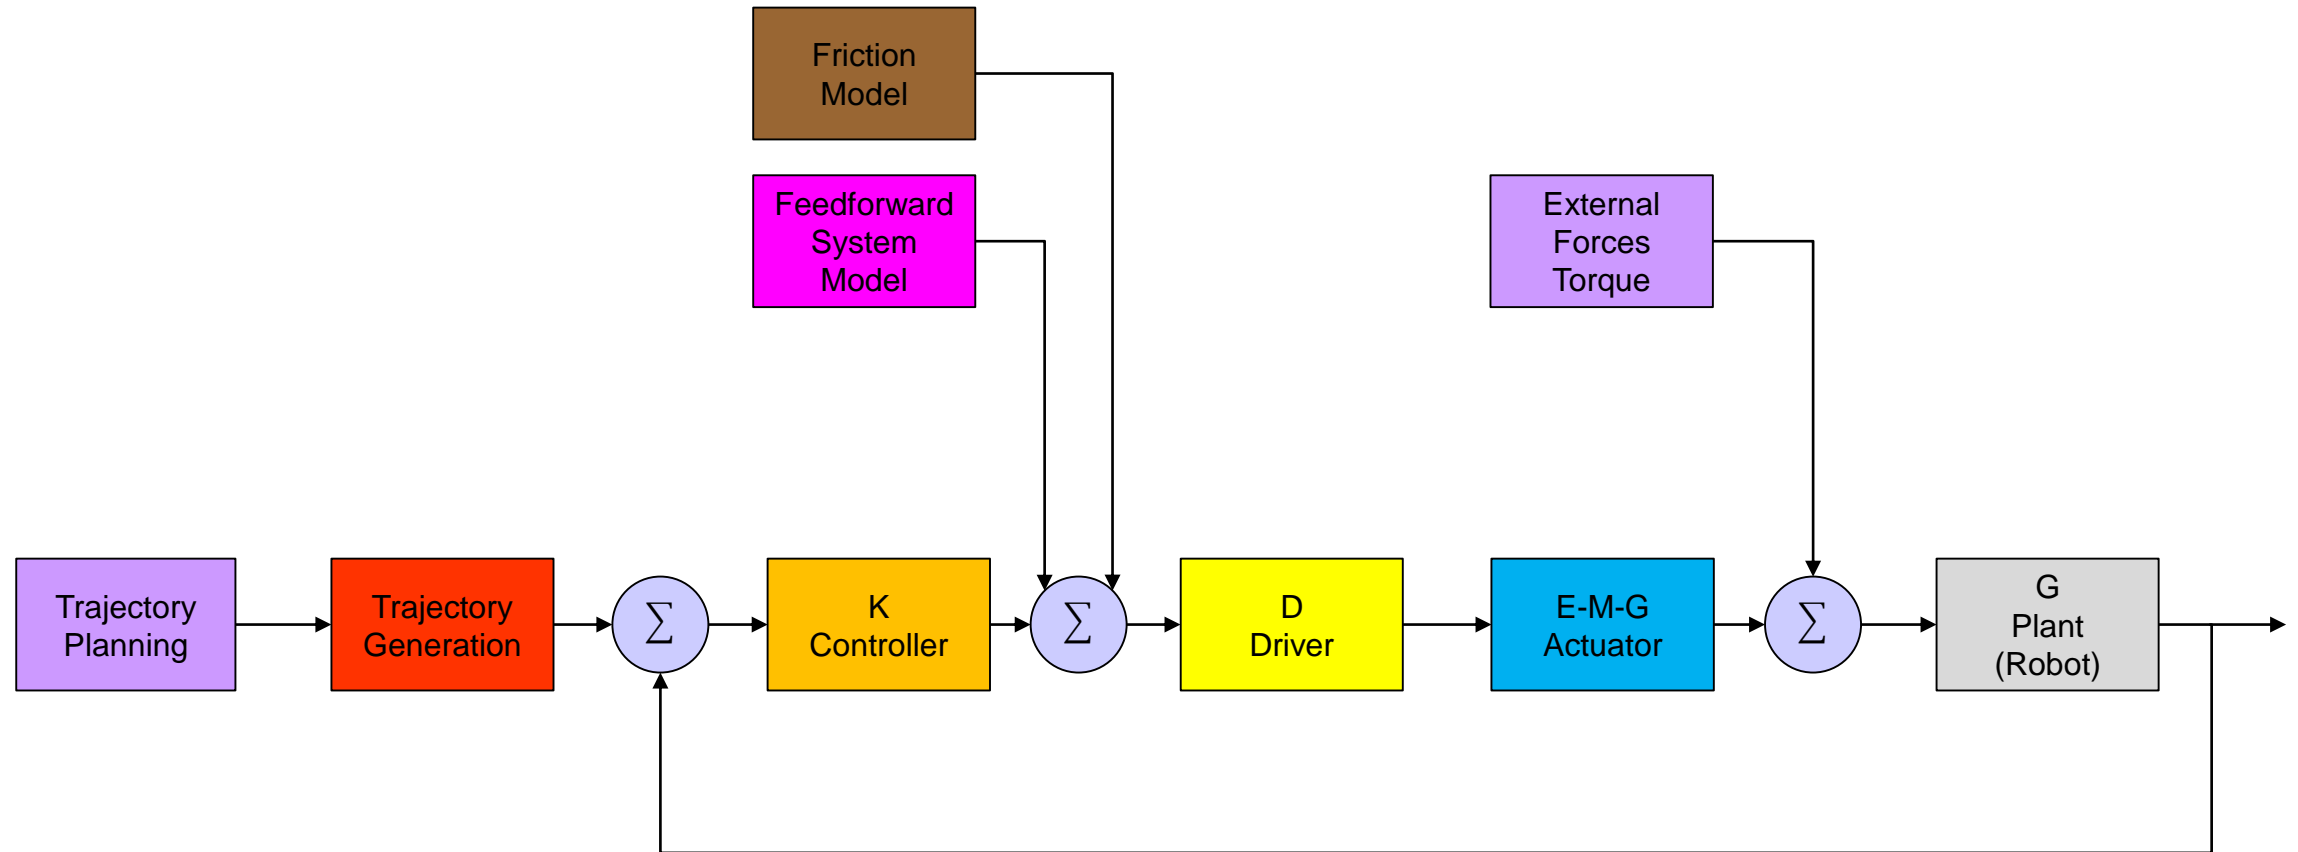 Friction
Model
Feedforward
System
Model
External
Forces
Torque
Trajectory
Planning
Trajectory
Generation
∑
K
Controller
∑
D
Driver
E-M-G
Actuator
∑
G
Plant
(Robot)